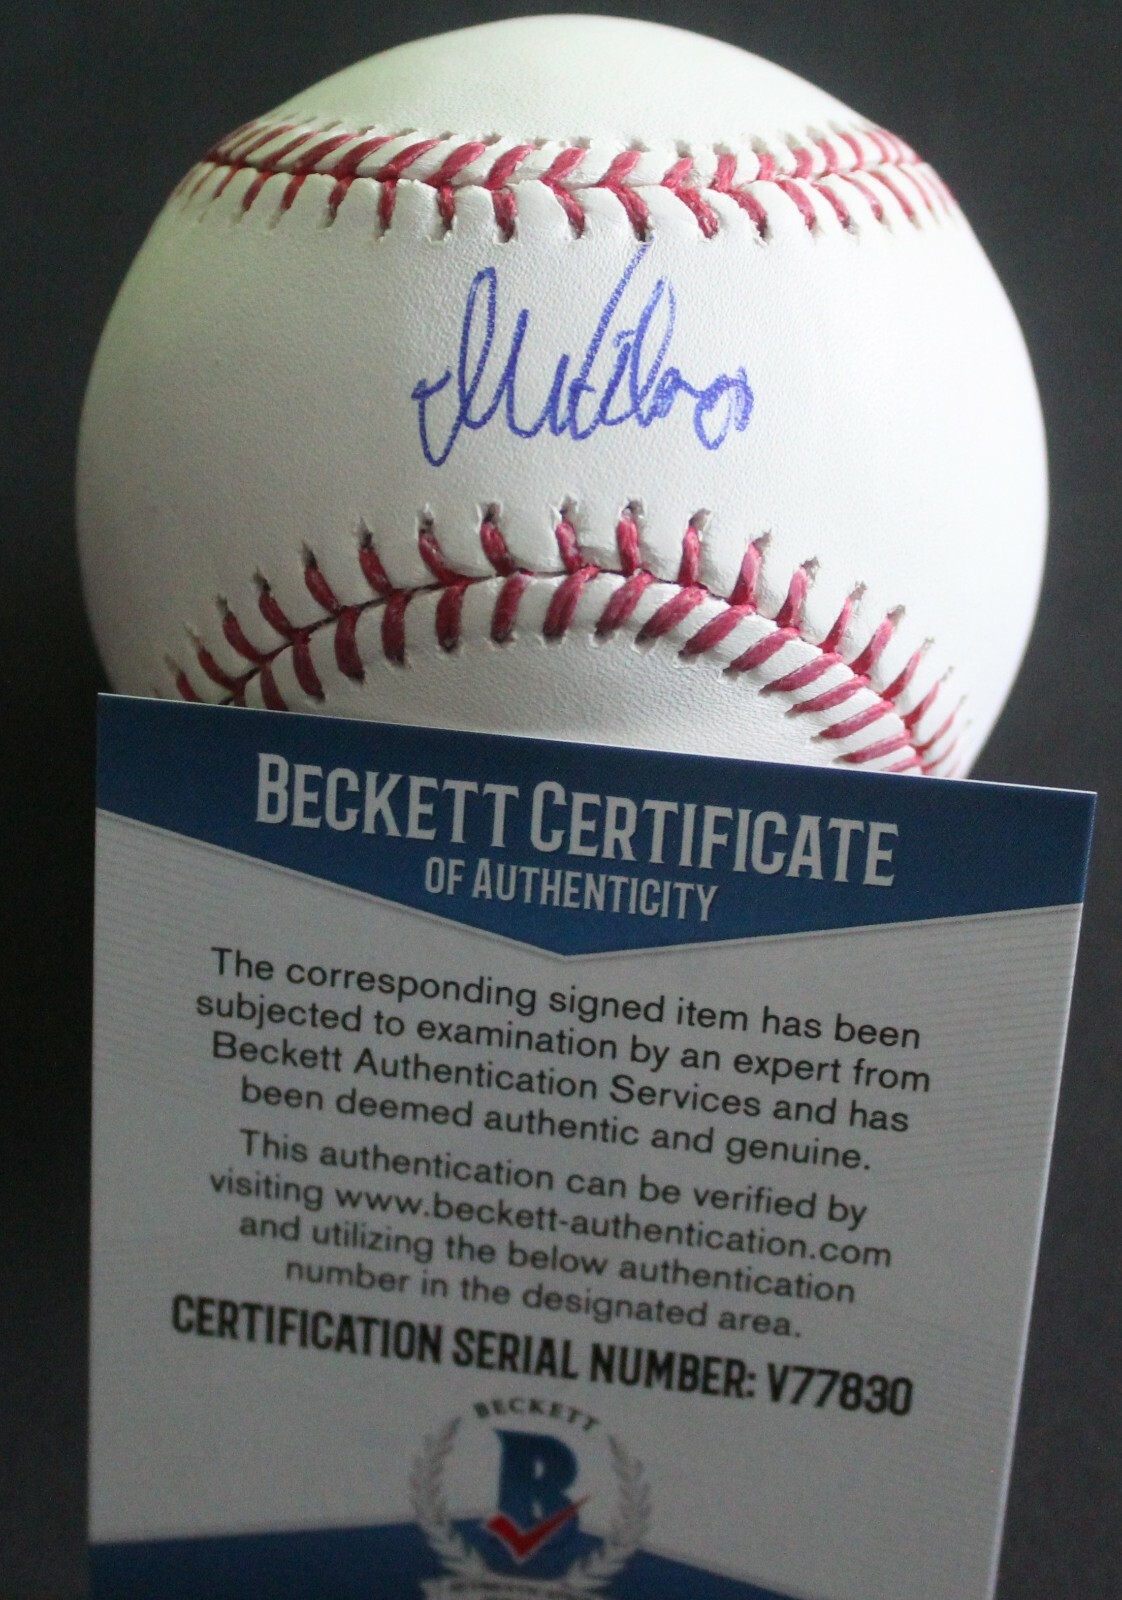 BECKETT CERTIFICATE
OF AUTHENTICITY
The corresponding signed item has been
subjected to examination by an expert from
Beckett Authentication Services and has
been deemed authentic and genuine.
This authentication can be verified by
visiting www.beckett-authentication.com
and utilizing the below authentication
number in the designated area.
CERTIFICATION SERIAL NUMBER: V77830
BECKETT
B